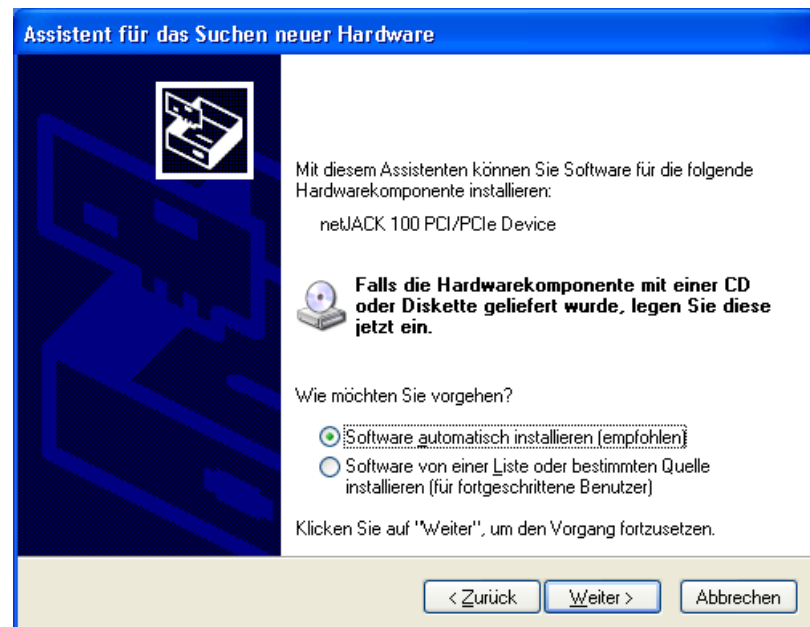 Assistent für das Suchen neuer Hardware
Mit diesem Assistenten können Sie Software für die folgende
Hardwarekomponente installieren:
netJACK 100 PCI/PCIe Device
Falls die Hardwarekomponente mit einer CD
oder Diskette geliefert wurde, legen Sie diese
jetzt ein.
Wie möchten Sie vorgehen?
Software automatisch installieren (empfohlen)
Software von einer Liste oder bestimmten Quelle
installieren (für fortgeschrittene Benutzer)
Klicken Sie auf "Weiter", um den Vorgang fortzusetzen.
< Zurück Weiter > Abbrechen